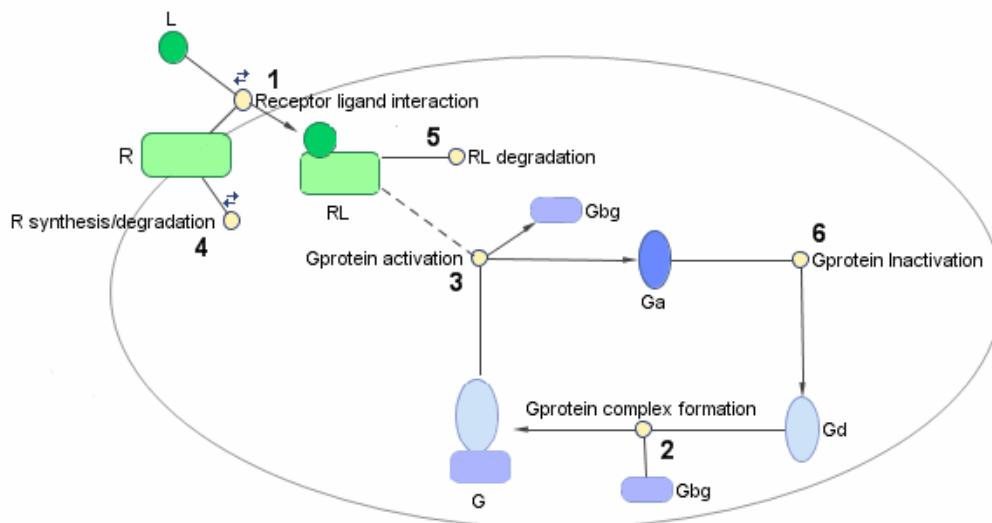 L
1
Receptor ligand interaction
R
5
RL degradation
RL
R synthesis/degradation
4
Gbg
Gprotein activation
3
6
Gprotein Inactivation
Ga
Gprotein complex formation
2
Gd
Gbg
G